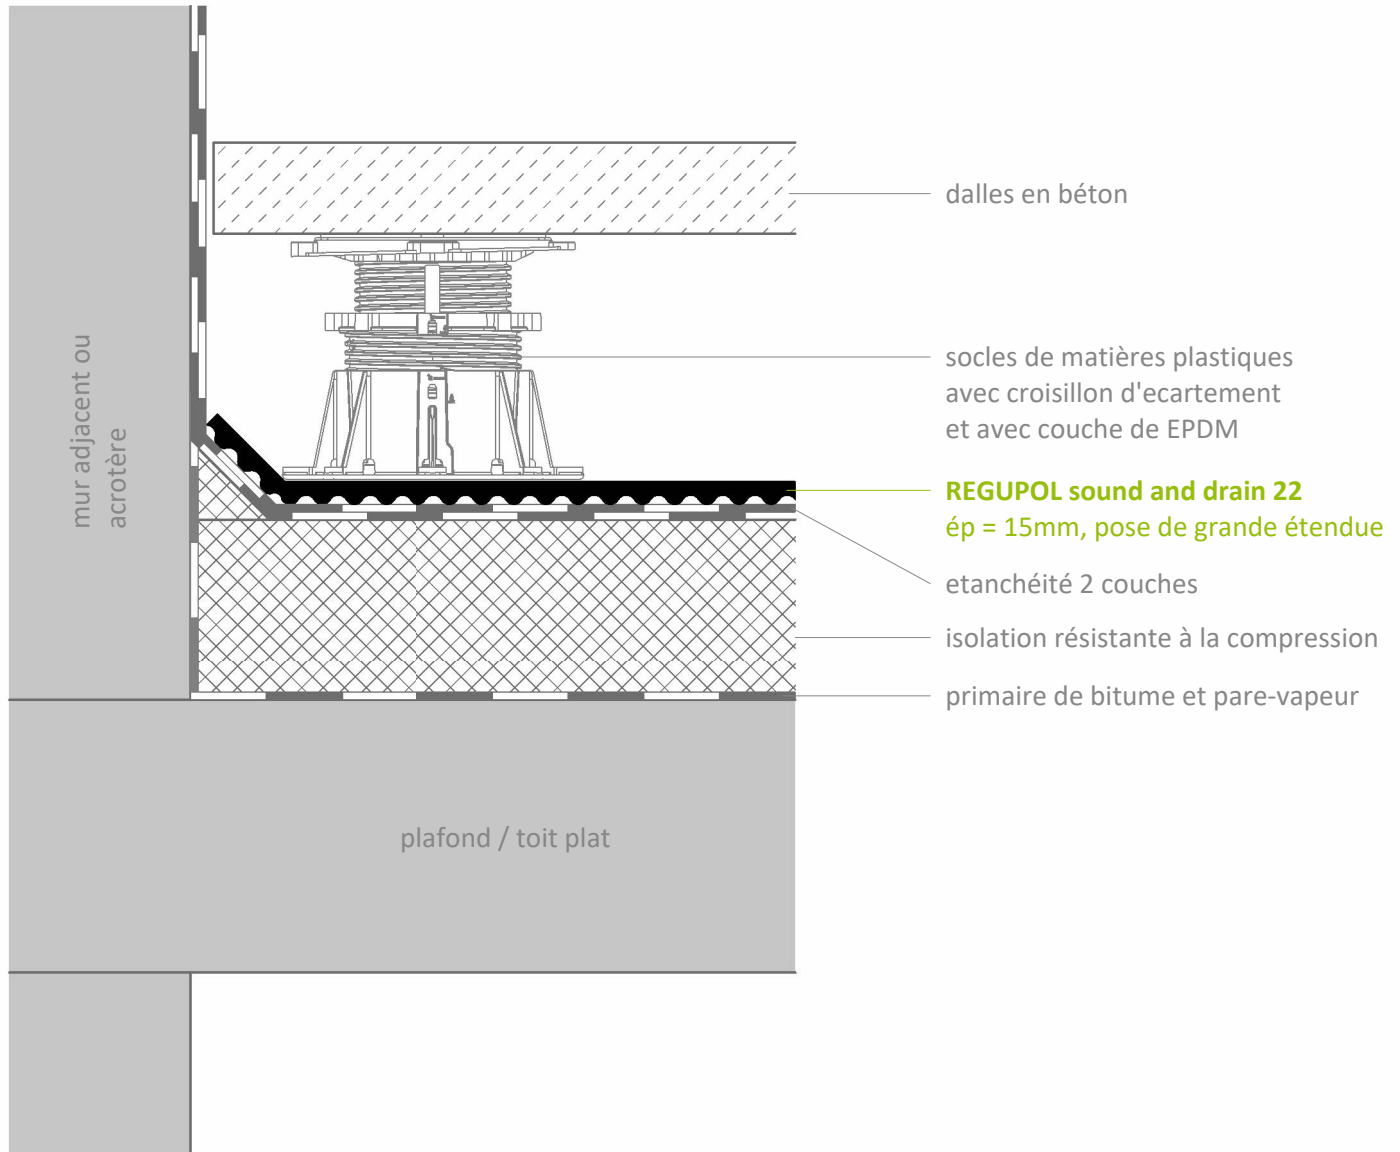 dalles en béton
mur adjacent ou
acrotère
socles de matières plastiques
avec croisillon d'ecartement
et avec couche de EPDM
REGUPOL sound and drain 22
ép = 15mm, pose de grande étendue
etanchéité 2 couches
isolation résistante à la compression
primaire de bitume et pare-vapeur
plafond / toit plat